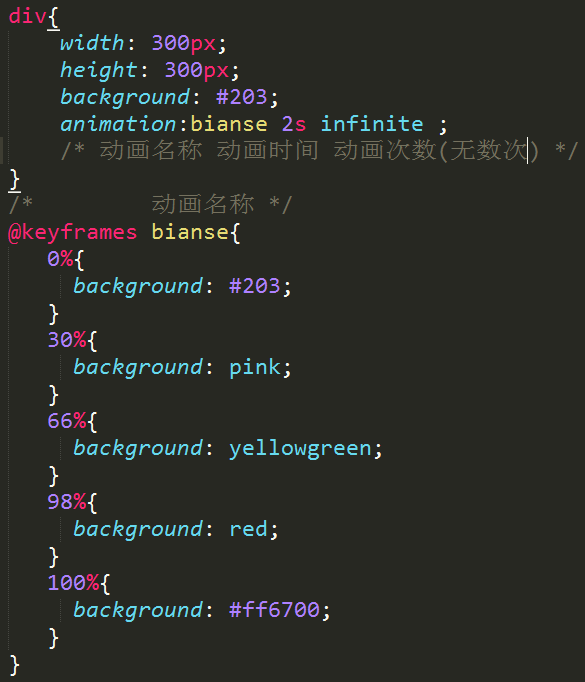 div{
    width: 300px;
    height: 300px;
    background: #203;
    animation:bianse 2s infinite ;
    /* 动画名称 动画时间 动画次数(无数次) */
}
/*         动画名称 */
@keyframes bianse{
   0%{
     background: #203;
   }
   30%{
     background: pink;
   }
   66%{
     background: yellowgreen;
   }
   98%{
     background: red;
   }
   100%{
     background: #ff6700;
   }
}